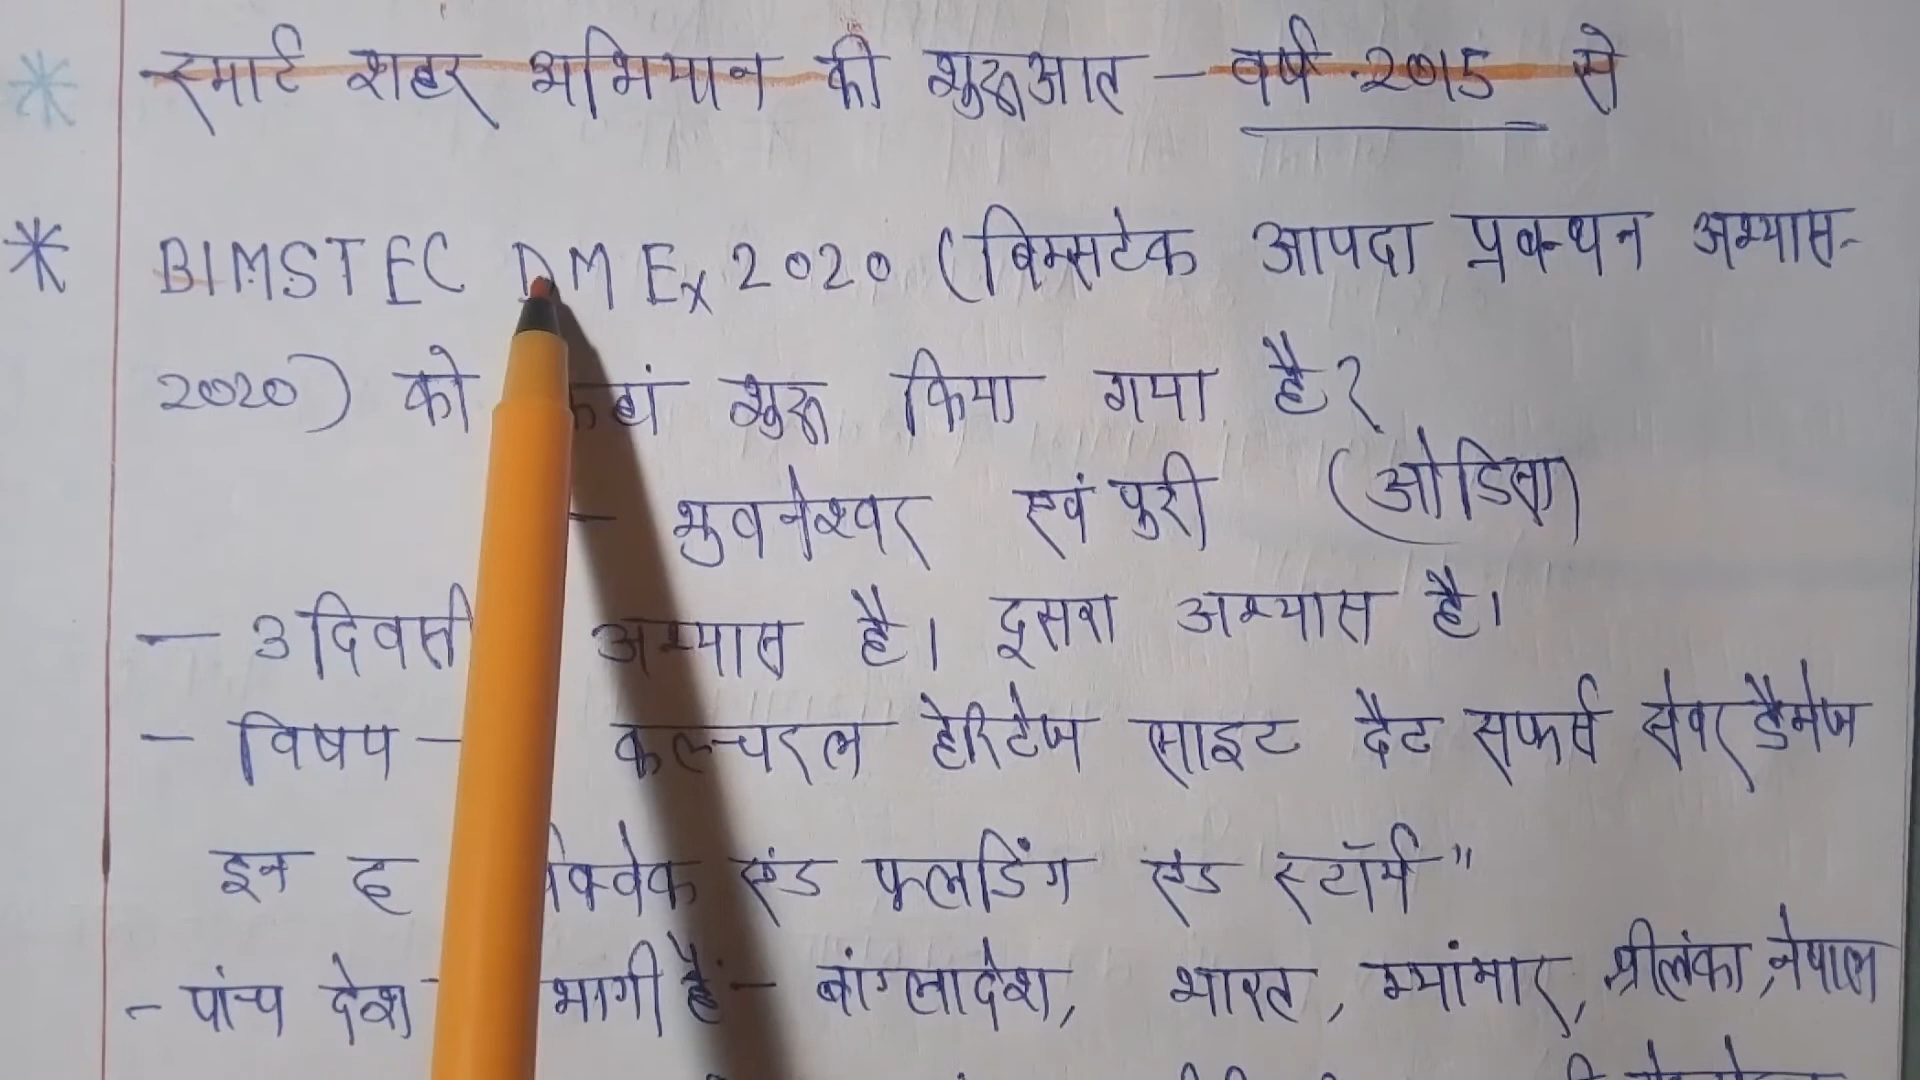 स्मार्ट शहर अभियान की शुरूआत – वर्ष 2015 से
BIMSTEC DMEx 2020 (बिम्सटेक आपदा प्रबन्धन अभ्यास-
2020) को कहां शुरू किया गया है?
– भुवनेश्वर एवं पुरी (ओडिशा)
– 3 दिवसी अभ्यास है। दूसरा अभ्यास है।
– विषय – कल्चरल हेरिटेज साइट दैट सफर्स सेवर डैमेज
इन द एंड फ्लडिंग एंड स्टॉर्म"
– पांच देश भागी हैं – बांग्लादेश, भारत, म्यांमार, श्रीलंका, नेपाल